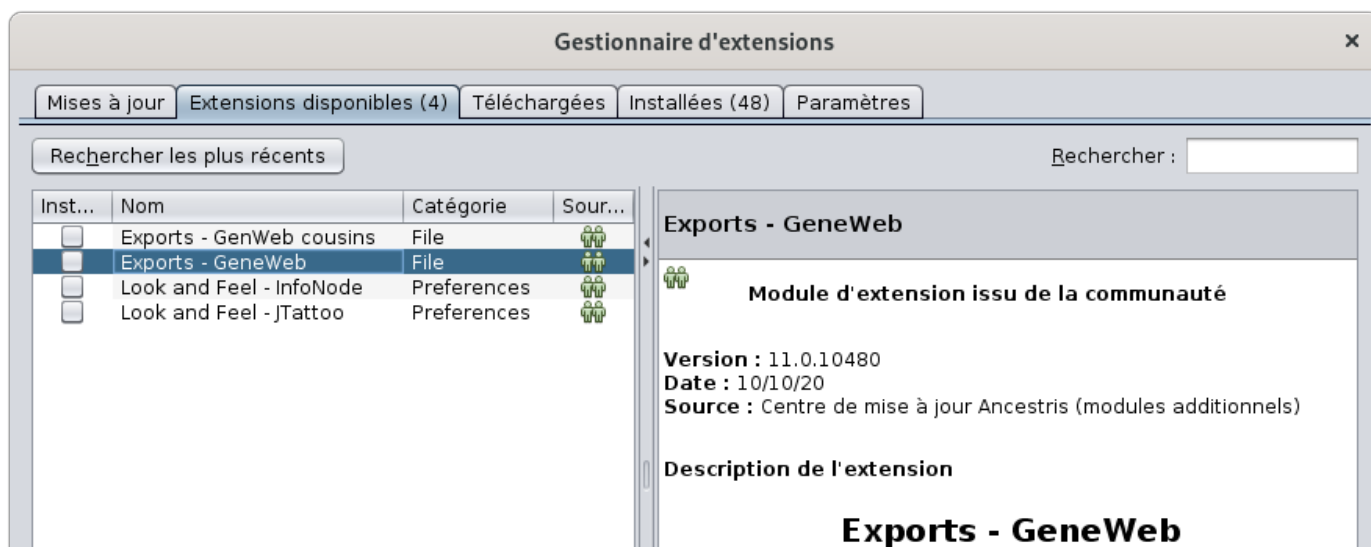 Gestionnaire d'extensions
Mises à jour Extensions disponibles (4) Téléchargées Installées (48) Paramètres
Rechercher les plus récents Rechercher :
Inst... Nom Catégorie Sour...
Exports - GenWeb cousins File
Exports - GeneWeb File
Look and Feel - InfoNode Preferences
Look and Feel - JTattoo Preferences
Exports - GeneWeb
Module d'extension issu de la communauté
Version : 11.0.10480
Date : 10/10/20
Source : Centre de mise à jour Ancestris (modules additionnels)
Description de l'extension
Exports - GeneWeb